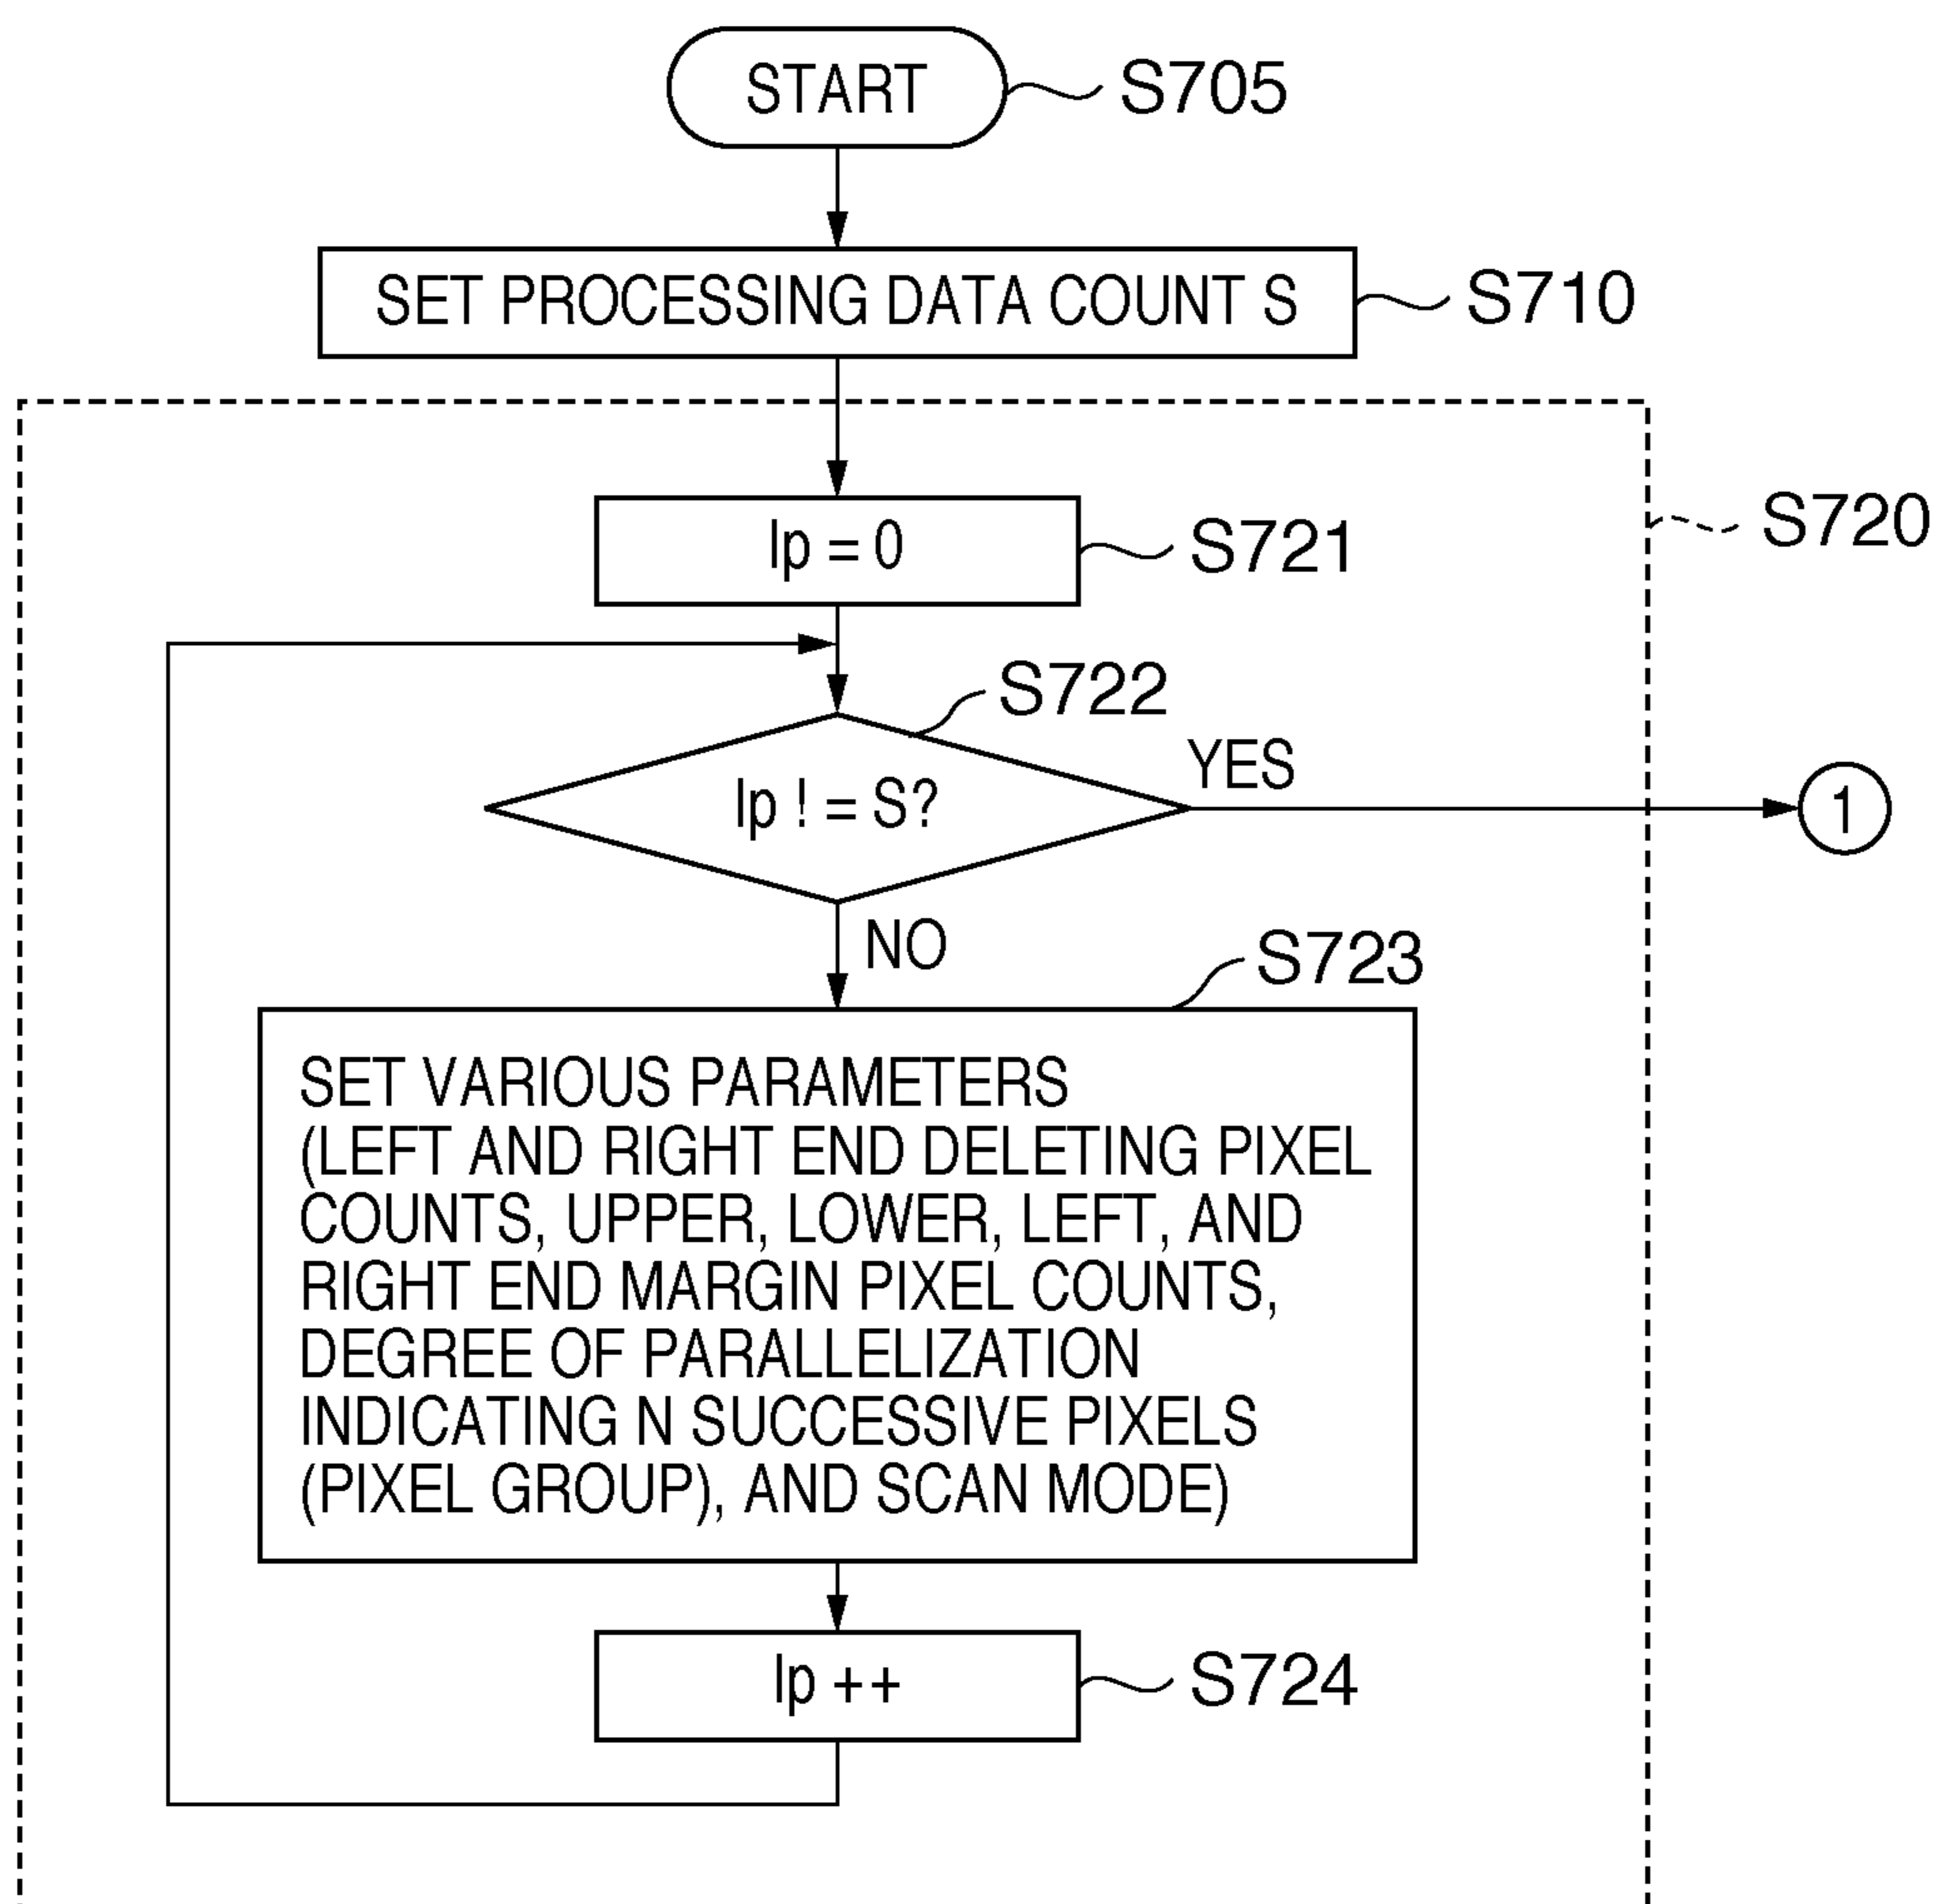 START
S705
SET PROCESSING DATA COUNT S
S710
lp = 0
S721
S720
S722
lp ! = S?
YES
1
NO
S723
SET VARIOUS PARAMETERS
(LEFT AND RIGHT END DELETING PIXEL
COUNTS, UPPER, LOWER, LEFT, AND
RIGHT END MARGIN PIXEL COUNTS,
DEGREE OF PARALLELIZATION
INDICATING N SUCCESSIVE PIXELS
(PIXEL GROUP), AND SCAN MODE)
lp ++
S724